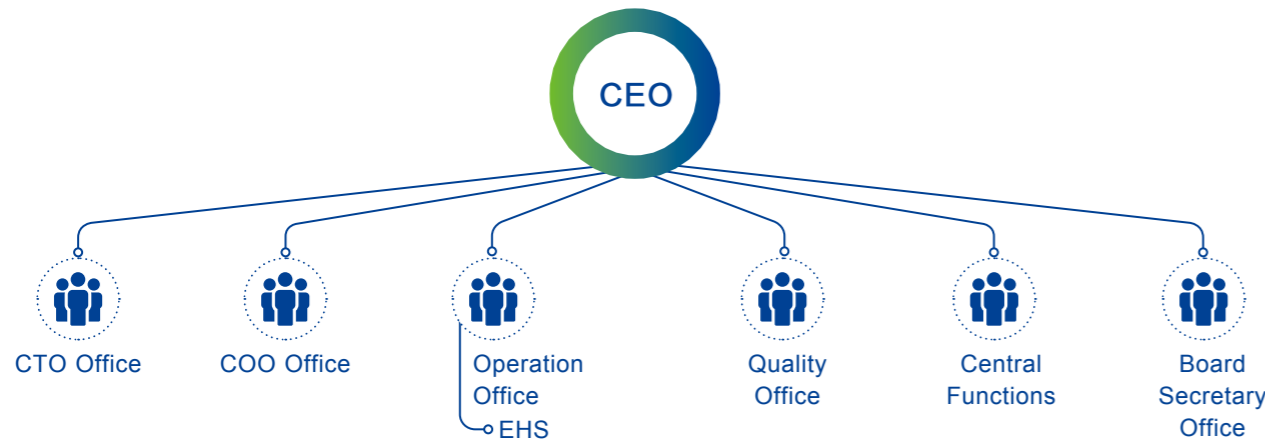 CEO
CTO Office
COO Office
Operation
Office
EHS
Quality
Office
Central
Functions
Board
Secretary
Office